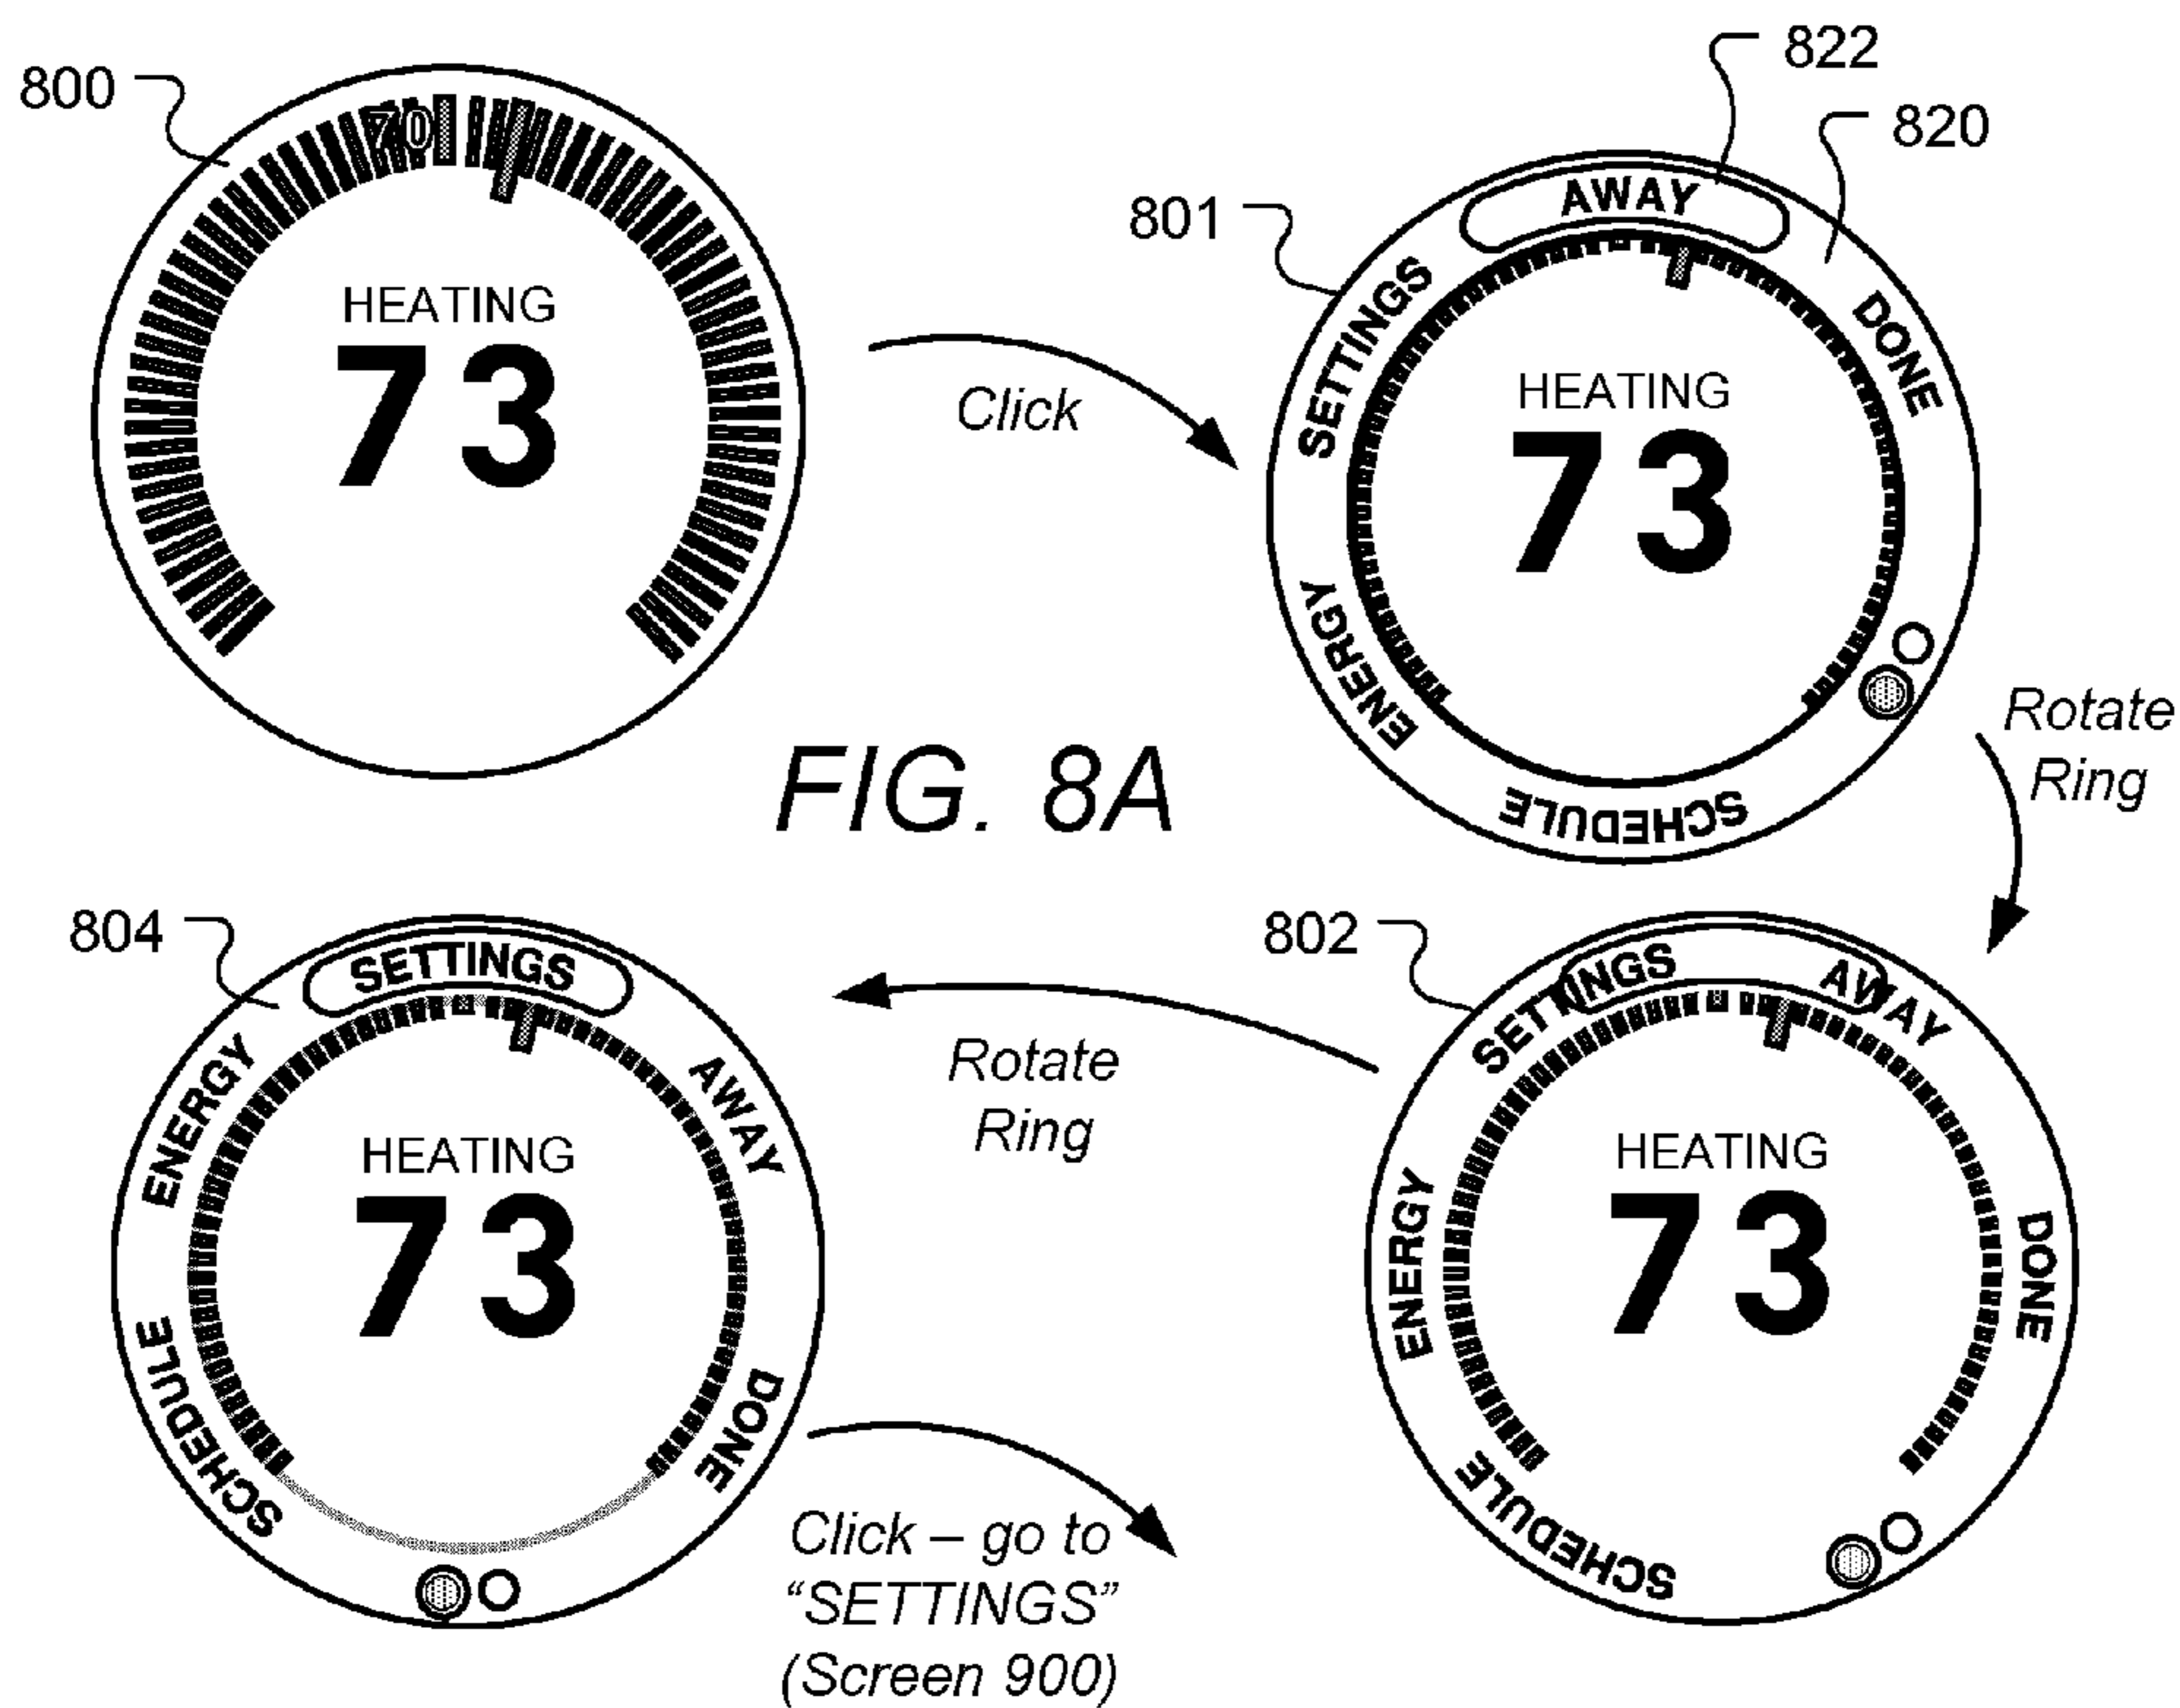 800
70
HEATING
73
Click
822
820
801
AWAY
SETTINGS
DONE
HEATING
73
ENERGY
SCHEDULE
Rotate
Ring
FIG. 8A
804
SETTINGS
ENERGY
AWAY
HEATING
73
SCHEDULE
DONE
Rotate
Ring
802
SETTINGS
AWAY
HEATING
73
ENERGY
DONE
SCHEDULE
Click – go to
“SETTINGS”
(Screen 900)